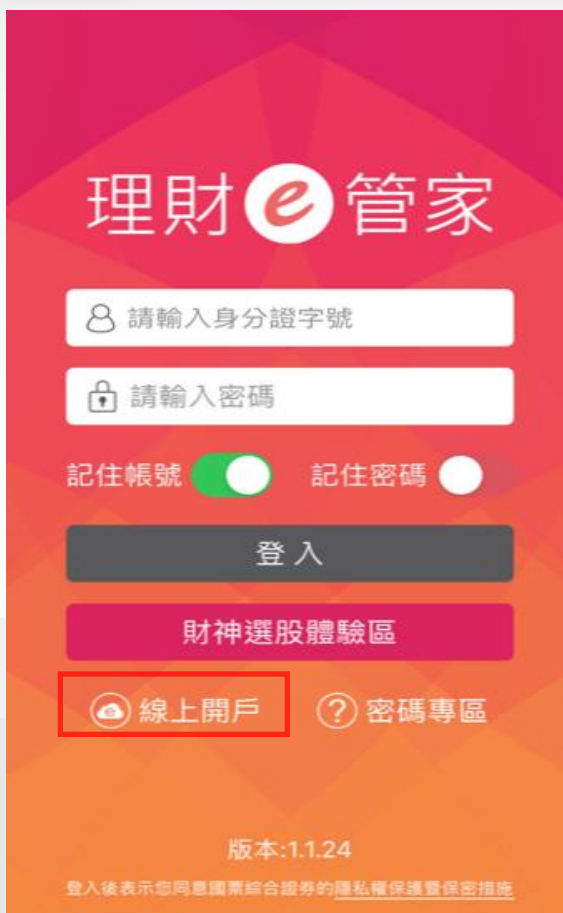 理財e管家
請輸入身分證字號
請輸入密碼
記住帳號 記住密碼
登入
財神選股體驗區
線上開戶 ? 密碼專區
版本:1.1.24
登入後表示您同意國票綜合證券的隱私權保護暨保密措施